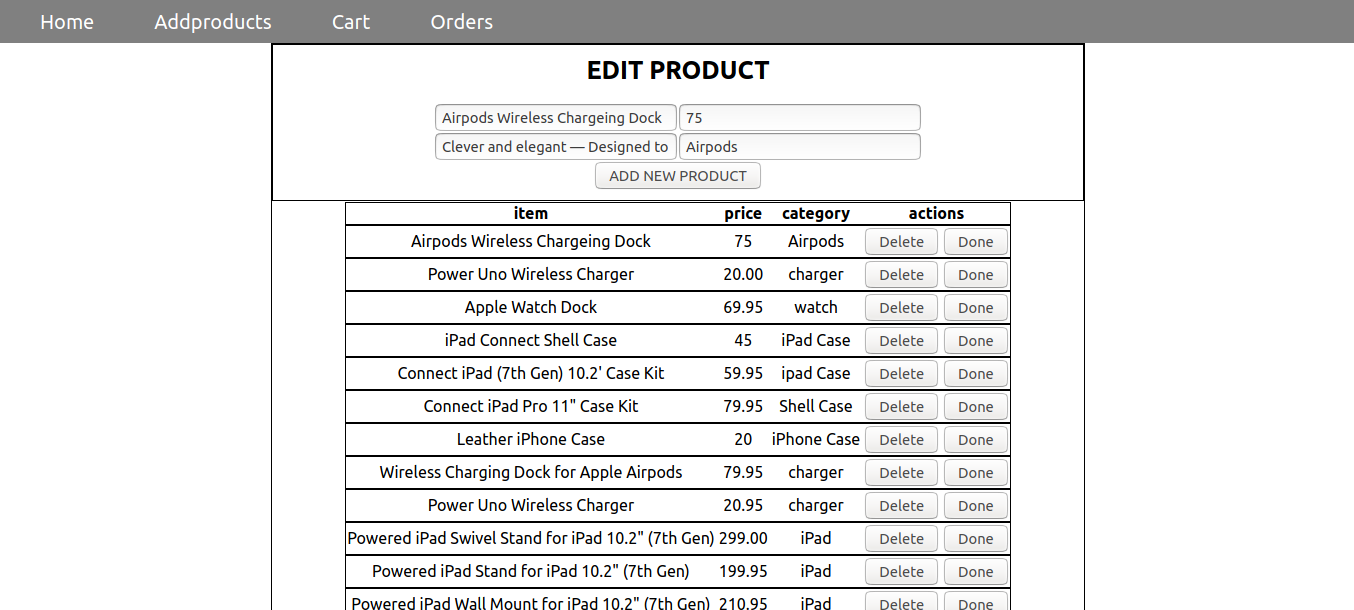 Home Addproducts Cart Orders
EDIT PRODUCT
Airpods Wireless Chargeing Dock 75
Clever and elegant — Designed to Airpods
ADD NEW PRODUCT
item price category actions
Airpods Wireless Chargeing Dock 75 Airpods Delete Done
Power Uno Wireless Charger 20.00 charger Delete Done
Apple Watch Dock 69.95 watch Delete Done
iPad Connect Shell Case 45 iPad Case Delete Done
Connect iPad (7th Gen) 10.2' Case Kit 59.95 ipad Case Delete Done
Connect iPad Pro 11" Case Kit 79.95 Shell Case Delete Done
Leather iPhone Case 20 iPhone Case Delete Done
Wireless Charging Dock for Apple Airpods 79.95 charger Delete Done
Power Uno Wireless Charger 20.95 charger Delete Done
Powered iPad Swivel Stand for iPad 10.2" (7th Gen) 299.00 iPad Delete Done
Powered iPad Stand for iPad 10.2" (7th Gen) 199.95 iPad Delete Done
Powered iPad Wall Mount for iPad 10.2" (7th Gen) 210.95 iPad Delete Done